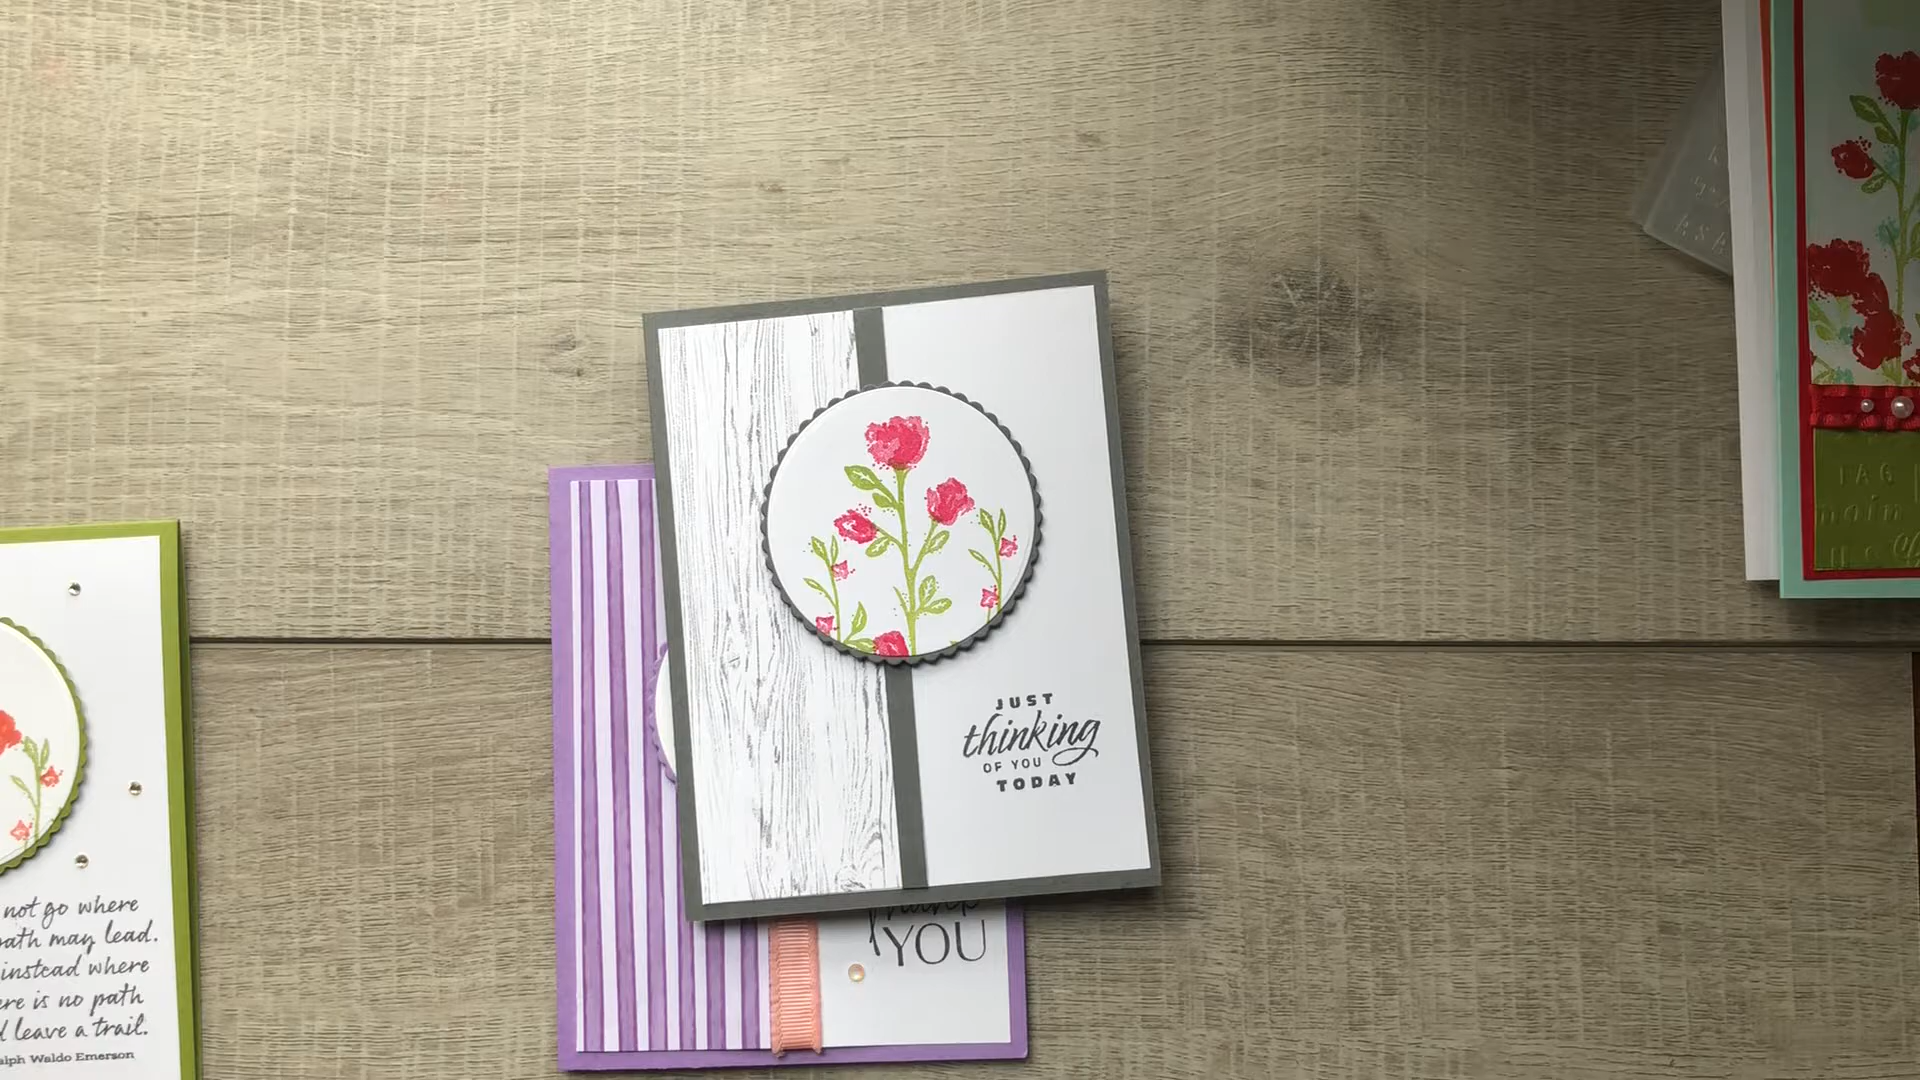 JUST
thinking
OF YOU
TODAY
YOU
not go where
path may lead.
instead where
ere is no path
d leave a trail.
alph Waldo Emerson